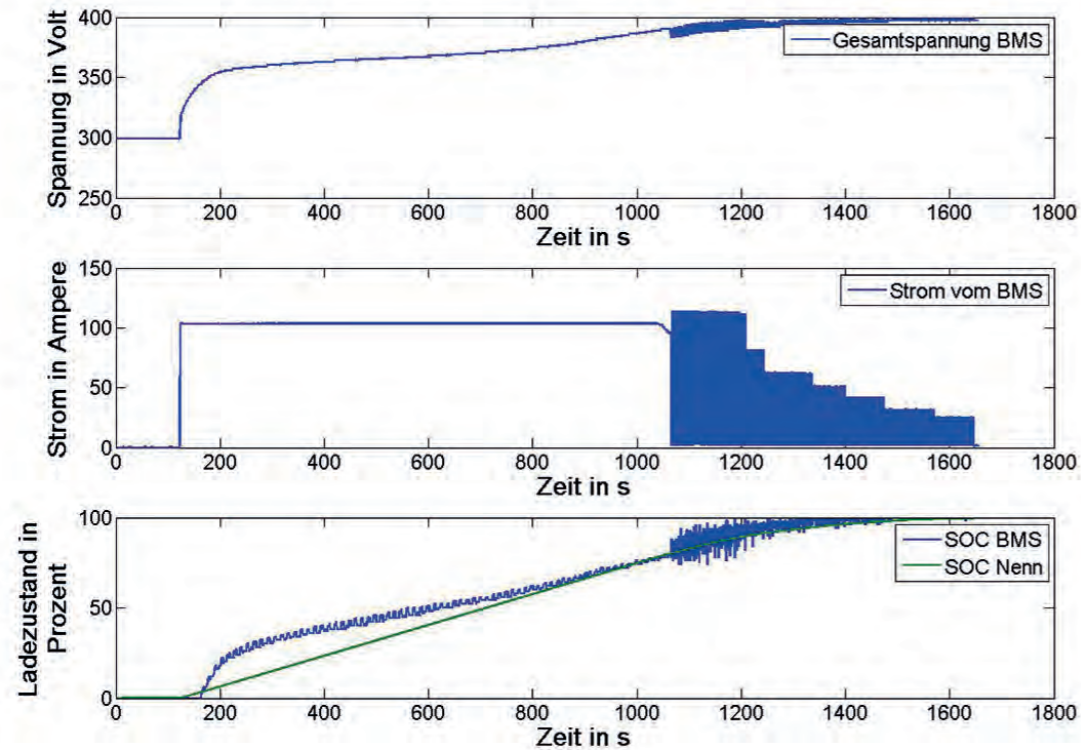 Spannung in Volt
400
350
300
250
0 200 400 600 800 1000 1200 1400 1600 1800
Zeit in s
Gesamtspannung BMS
Strom in Ampere
150
100
50
0
0 200 400 600 800 1000 1200 1400 1600 1800
Zeit in s
Strom vom BMS
Ladezustand in
Prozent
100
50
0
0 200 400 600 800 1000 1200 1400 1600 1800
Zeit in s
SOC BMS
SOC Nenn